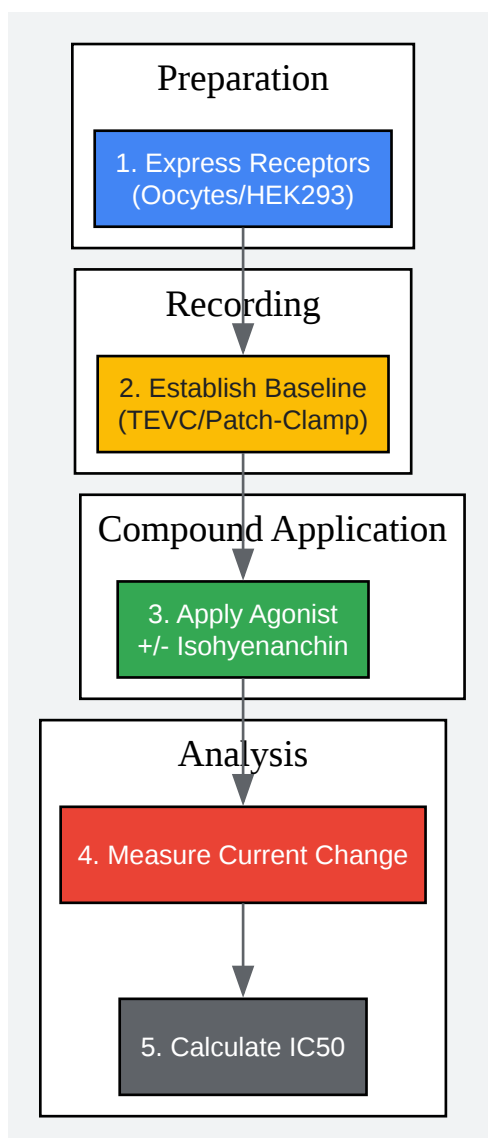 Preparation
1. Express Receptors
(Oocytes/HEK293)
Recording
2. Establish Baseline
(TEVC/Patch-Clamp)
Compound Application
3. Apply Agonist
+/- Isohyenanchin
Analysis
4. Measure Current Change
5. Calculate IC50